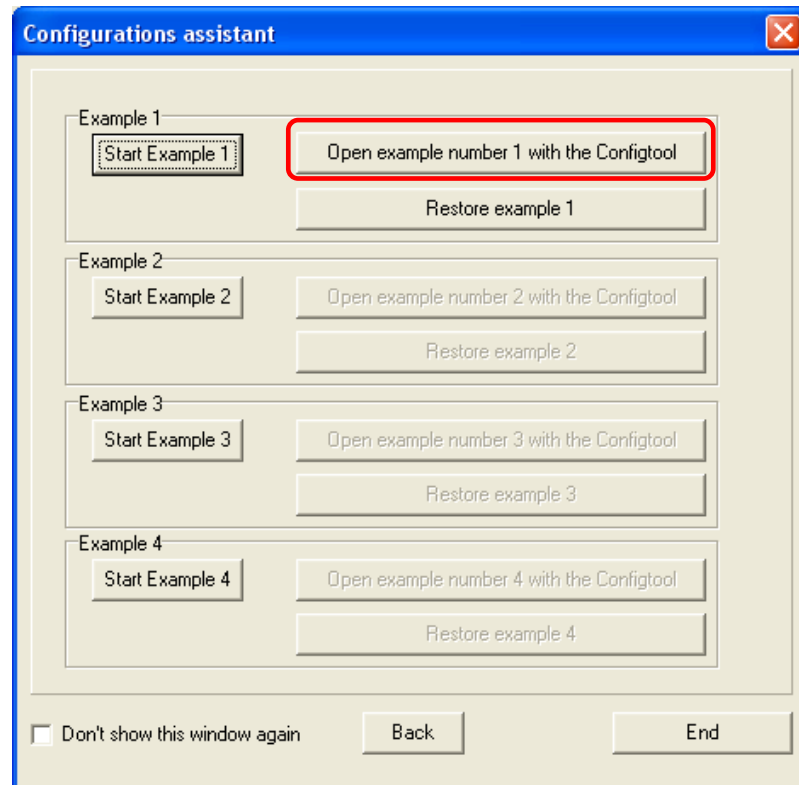 Configurations assistant
Example 1
Start Example 1
Open example number 1 with the Configtool
Restore example 1
Example 2
Start Example 2
Open example number 2 with the Configtool
Restore example 2
Example 3
Start Example 3
Open example number 3 with the Configtool
Restore example 3
Example 4
Start Example 4
Open example number 4 with the Configtool
Restore example 4
Don't show this window again
Back
End